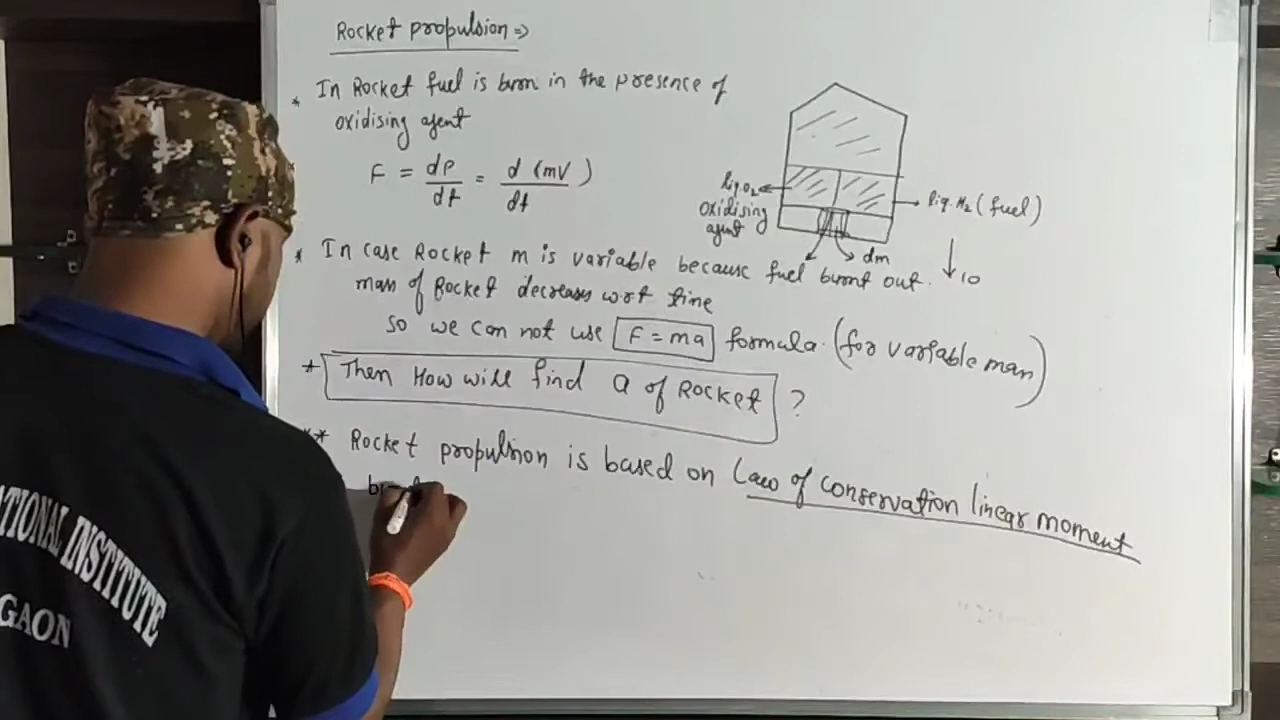 Rocket propulsion ⇒
* In Rocket fuel is burn in the presence of
oxidising agent
F = dp/dt = d (mv)/dt
liq. O2
oxidising
agent
liq. H2 (fuel)
dm
* In case Rocket m is variable because fuel burnt out.
mass of Rocket decreases wrt time
so we can not use F = ma formula (for variable mass)
* Then How will find a of Rocket ?
** Rocket propulsion is based on Law of conservation linear moment
ATIONAL INSTITUTE
GAON